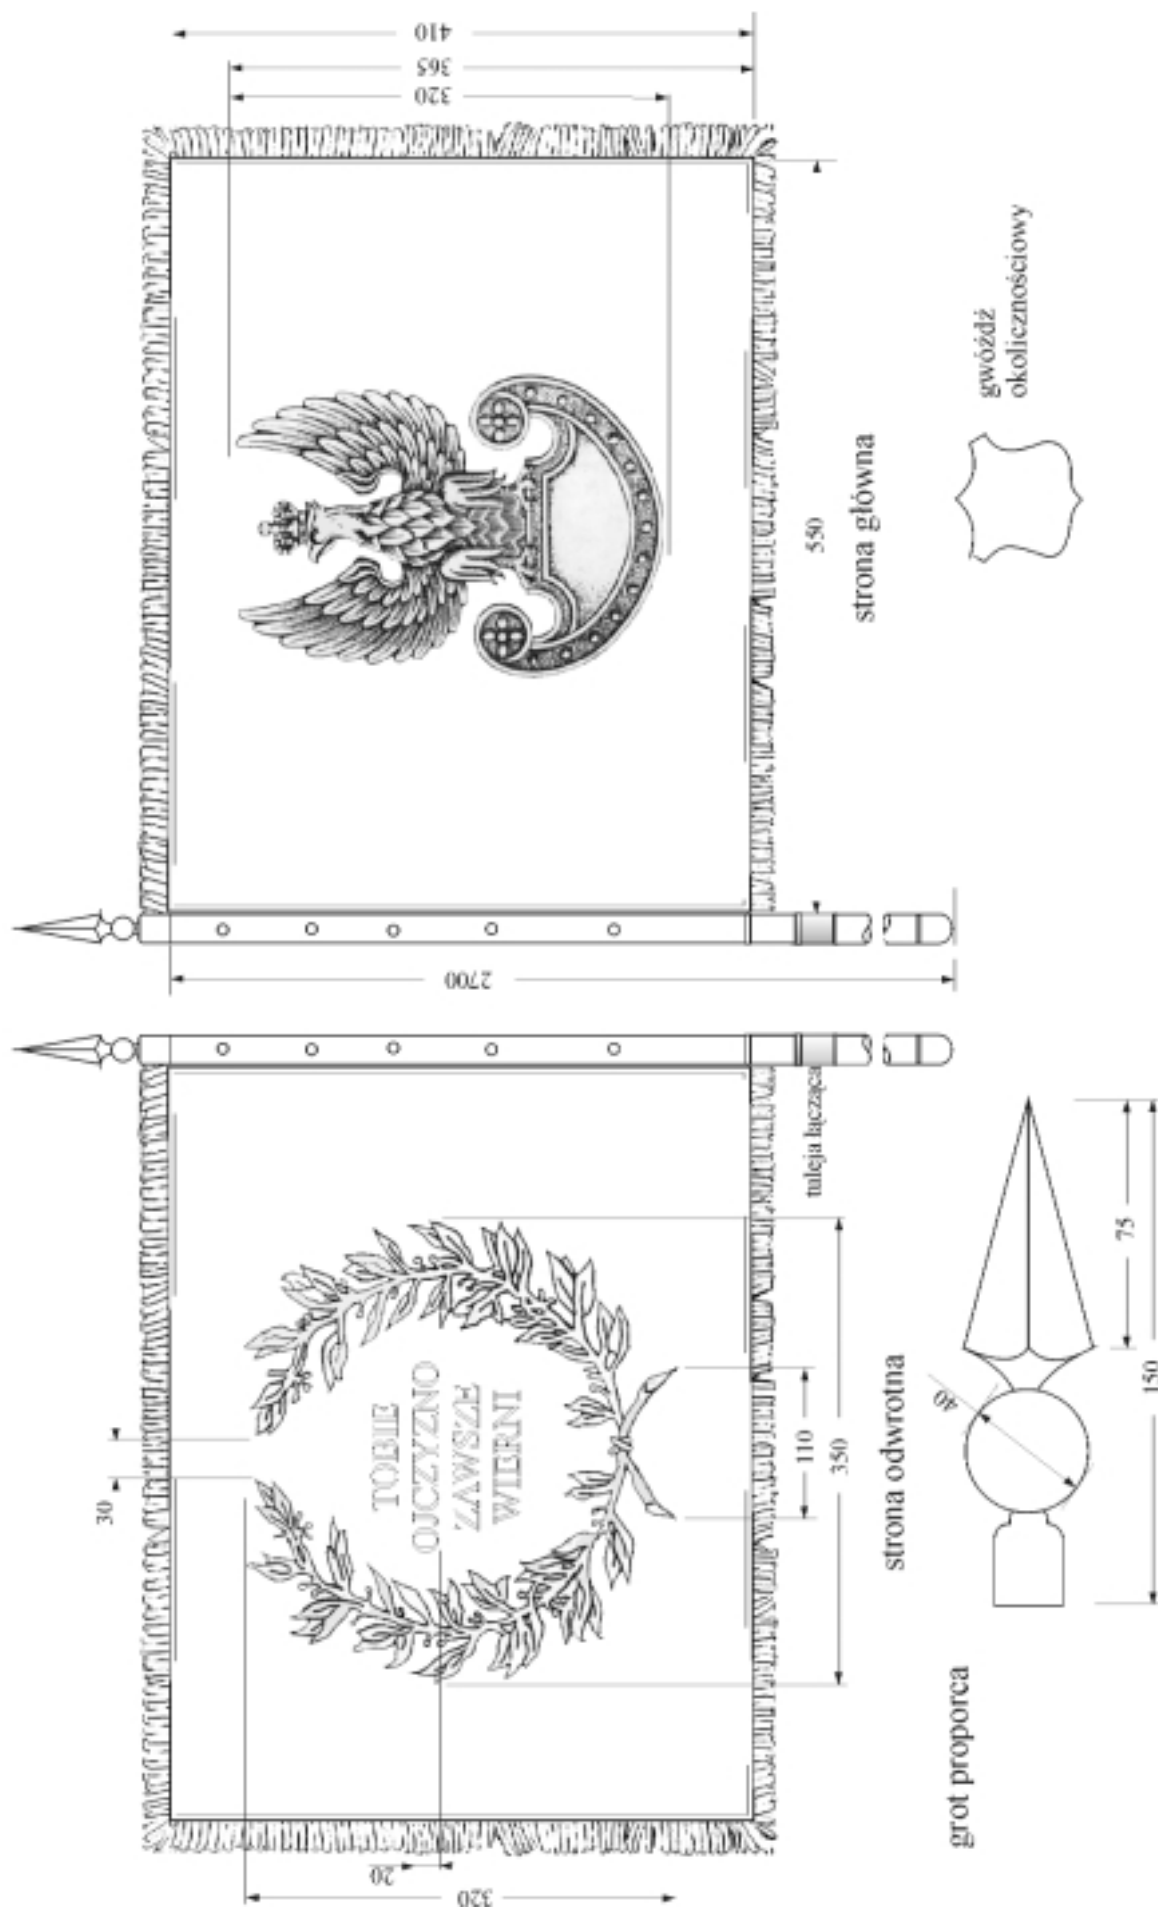 410
365
320
550
strona główna
gwóźdź
okolicznościowy
2700
tuleja łącząca
30
TOBIE
OJCZYZNO
ZAWSZE
WIERNI
20
320
110
350
strona odwrotna
grot proporca
40
75
150